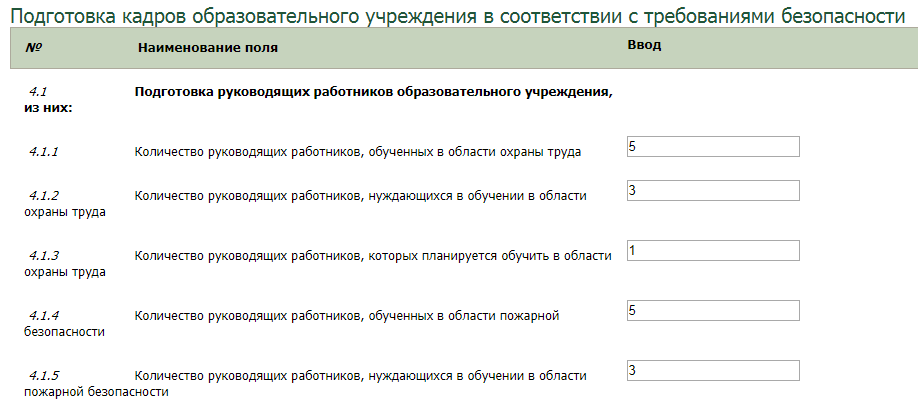 Подготовка кадров образовательного учреждения в соответствии с требованиями безопасности
№ Наименование поля Ввод
4.1 Подготовка руководящих работников образовательного учреждения,
из них:
4.1.1 Количество руководящих работников, обученных в области охраны труда 5
4.1.2 Количество руководящих работников, нуждающихся в обучении в области 3
охраны труда
4.1.3 Количество руководящих работников, которых планируется обучить в области 1
охраны труда
4.1.4 Количество руководящих работников, обученных в области пожарной 5
безопасности
4.1.5 Количество руководящих работников, нуждающихся в обучении в области 3
пожарной безопасности